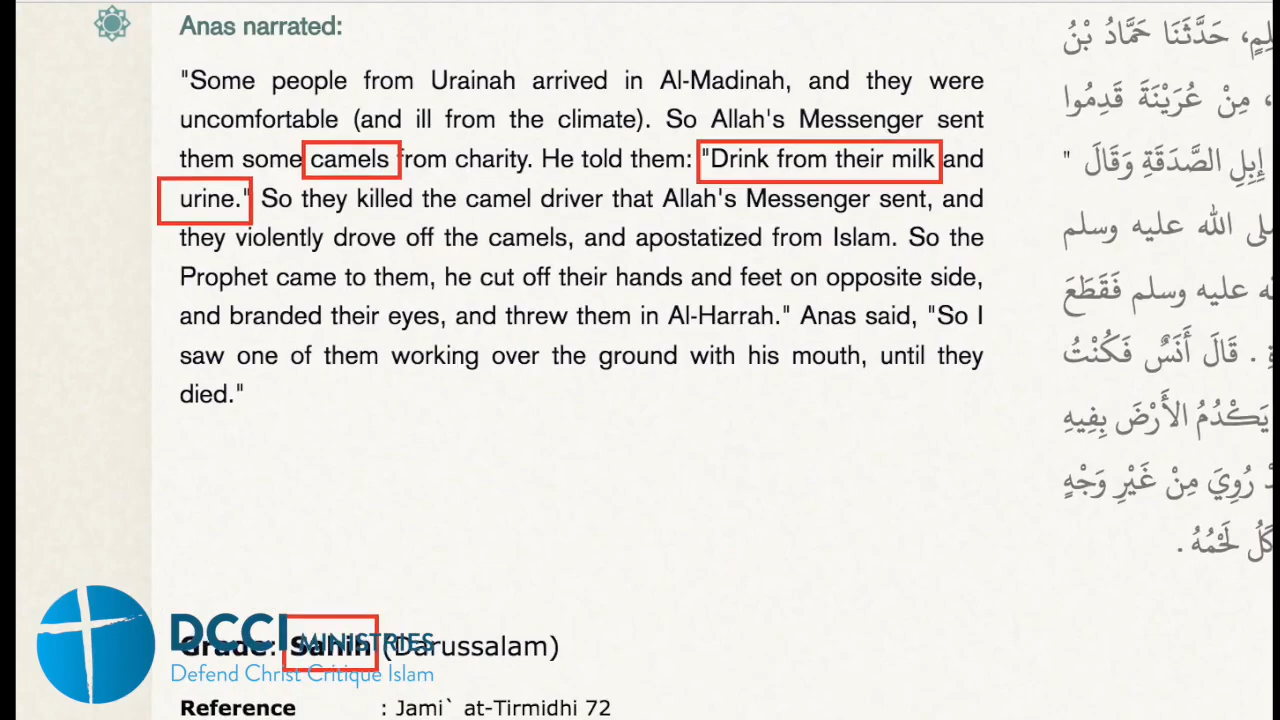 Anas narrated:
"Some people from Urainah arrived in Al-Madinah, and they were
uncomfortable (and ill from the climate). So Allah's Messenger sent
them some camels from charity. He told them: "Drink from their milk and
urine." So they killed the camel driver that Allah's Messenger sent, and
they violently drove off the camels, and apostatized from Islam. So the
Prophet came to them, he cut off their hands and feet on opposite side,
and branded their eyes, and threw them in Al-Harrah." Anas said, "So I
saw one of them working over the ground with his mouth, until they
died."
حَدَّثَنَا حَمَّادُ بْنُ
، مِنْ عُرَيْنَةَ قَدِمُوا
إِبِلِ الصَّدَقَةِ وَقَالَ "
الله عليه وسلم
عليه وسلم فَقَطَعَ
. قَالَ أَنَسٌ فَكُنْتُ
يَكْدُمُ الأَرْضَ بِفِيهِ
رُوِيَ مِنْ غَيْرِ وَجْهٍ
لَحْمُهُ .
Grade: Sahih (Darussalam)
DCCI MINISTRIES
Defend Christ Critique Islam
Reference : Jami` at-Tirmidhi 72